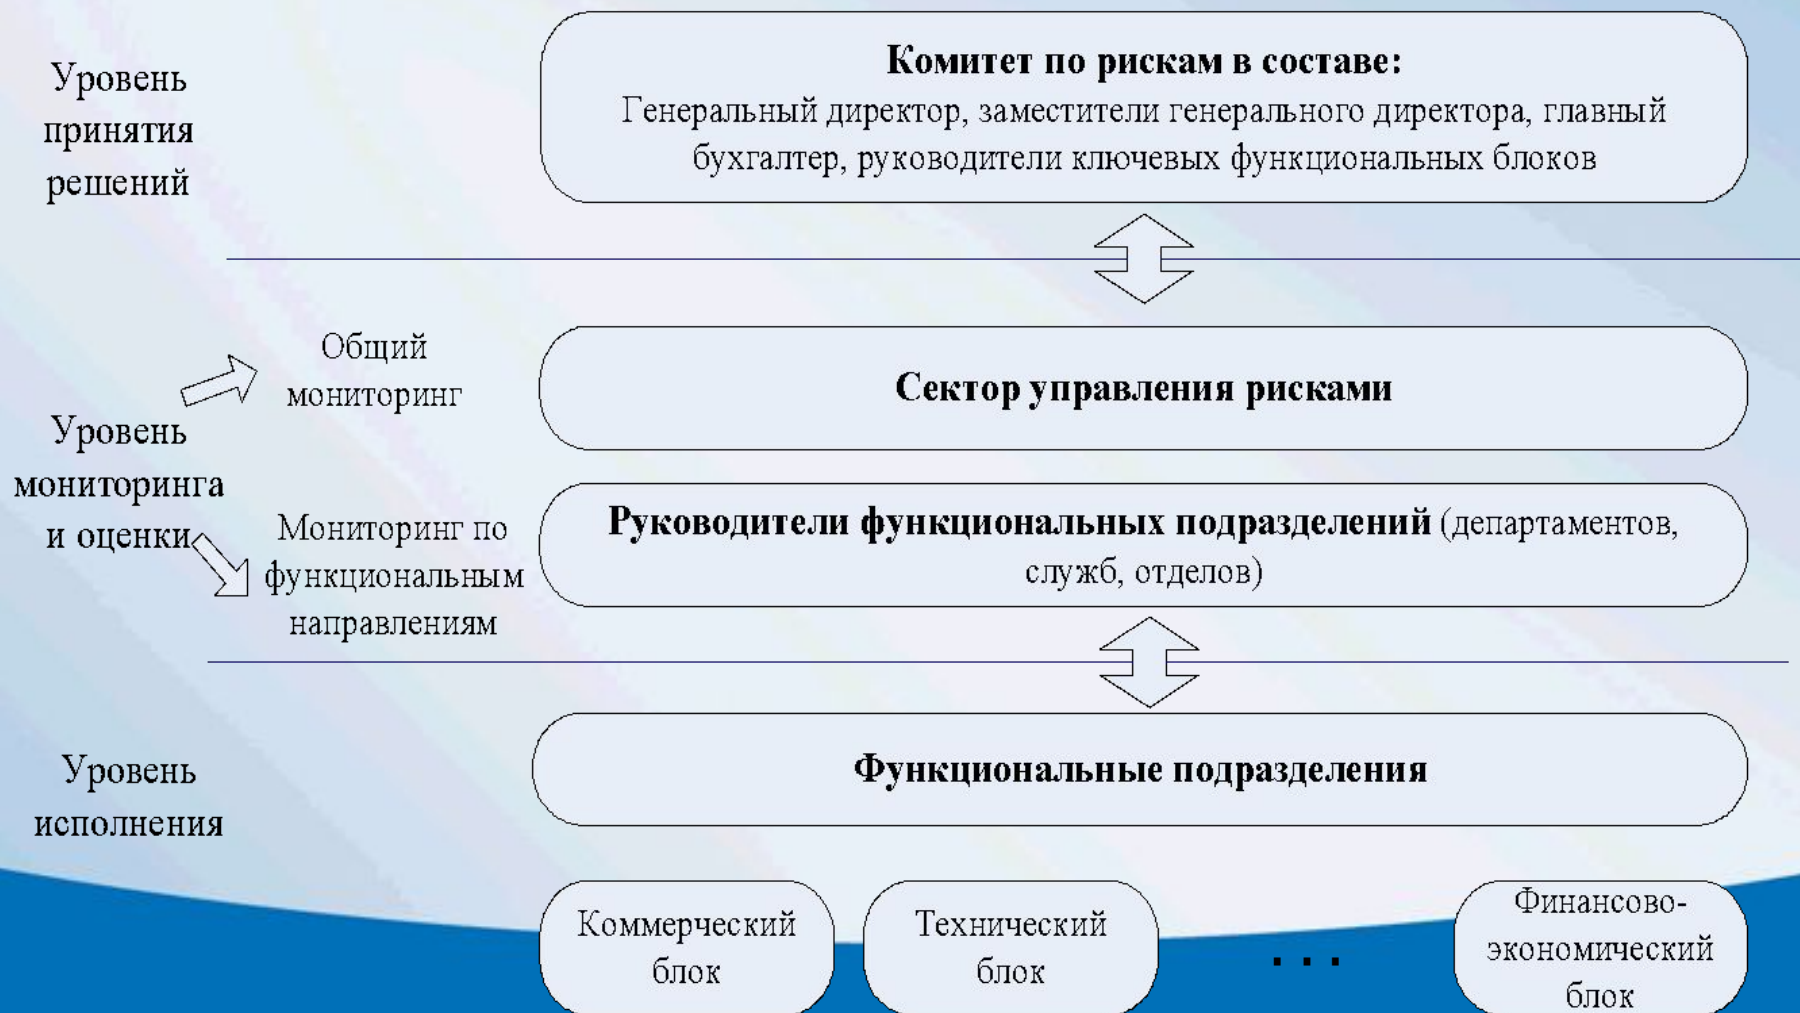 Уровень
принятия
решений
Комитет по рискам в составе:
Генеральный директор, заместители генерального директора, главный
бухгалтер, руководители ключевых функциональных блоков
Общий
мониторинг
Сектор управления рисками
Уровень
мониторинга
и оценки
Мониторинг по
функциональным
направлениям
Руководители функциональных подразделений (департаментов,
служб, отделов)
Уровень
исполнения
Функциональные подразделения
Коммерческий
блок
Технический
блок
...
Финансово-
экономический
блок